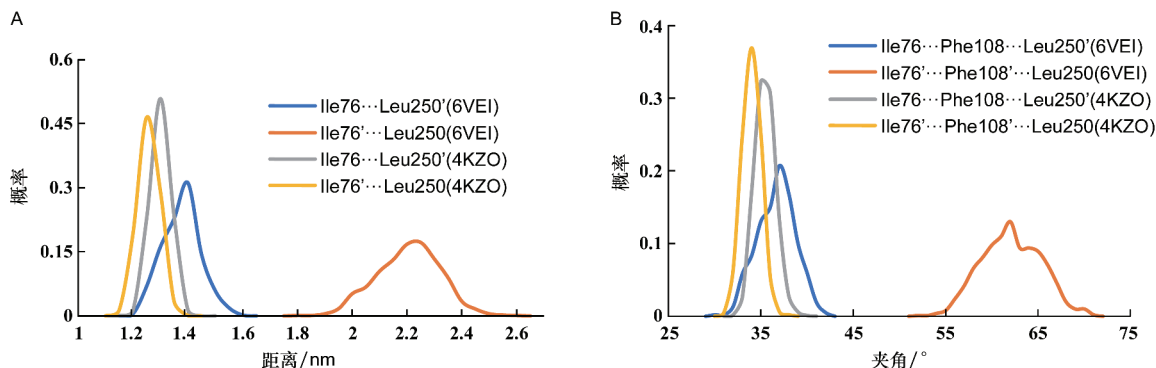 A
0.6
0.45
0.3
0.15
0
概率
1
1.2
1.4
1.6
1.8
2
2.2
2.4
2.6
距离/nm
Ile76···Leu250’(6VEI)
Ile76’···Leu250(6VEI)
Ile76···Leu250’(4KZO)
Ile76’···Leu250(4KZO)
B
0.4
0.3
0.2
0.1
0
概率
25
35
45
55
65
75
夹角/°
Ile76···Phe108···Leu250’(6VEI)
Ile76’···Phe108’···Leu250(6VEI)
Ile76···Phe108···Leu250’(4KZO)
Ile76’···Phe108’···Leu250(4KZO)